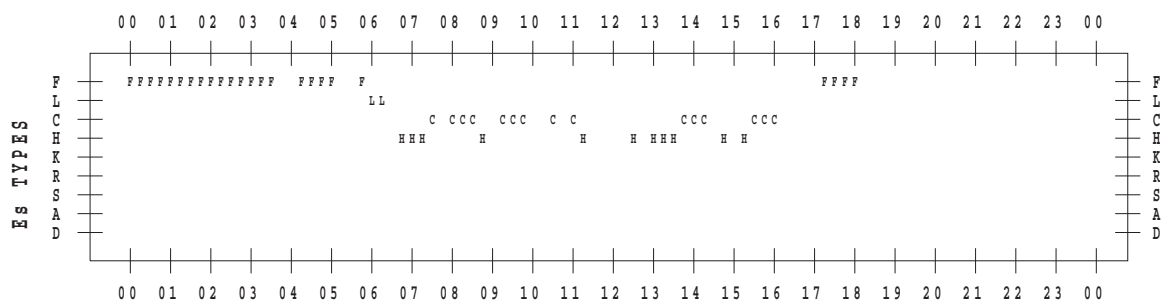 00 01 02 03 04 05 06 07 08 09 10 11 12 13 14 15 16 17 18 19 20 21 22 23 00
F FFFFFFFFFFFFFFF FFFF F FFFF F
L LL L
C C CCC CCC C C CCC CCC C
H HHH H H H HHH H H H
K K
R R
S S
A A
D D
Es TYPES
00 01 02 03 04 05 06 07 08 09 10 11 12 13 14 15 16 17 18 19 20 21 22 23 00